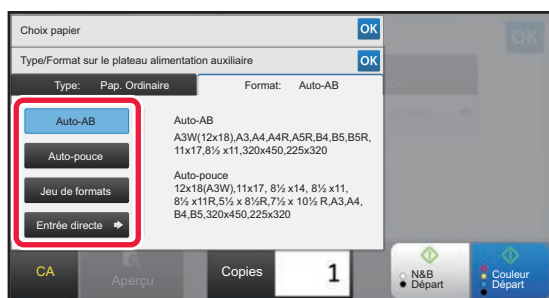 Choix papier
OK
Type/Format sur le plateau alimentation auxiliaire
OK
OK
Type: Pap. Ordinaire
Format: Auto-AB
Auto-AB
Auto-pouce
Jeu de formats
Entrée directe
Auto-AB
A3W(12x18),A3,A4,A4R,A5R,B4,B5,B5R,
11x17,8½ x11,320x450,225x320
Auto-pouce
12x18(A3W),11x17, 8½ x14, 8½ x11,
8½ x11R,5½ x 8½R,7½ x 10½ R,A3,A4,
B4,B5,320x450,225x320
CA
Aperçu
Copies
1
N&B
Départ
Couleur
Départ